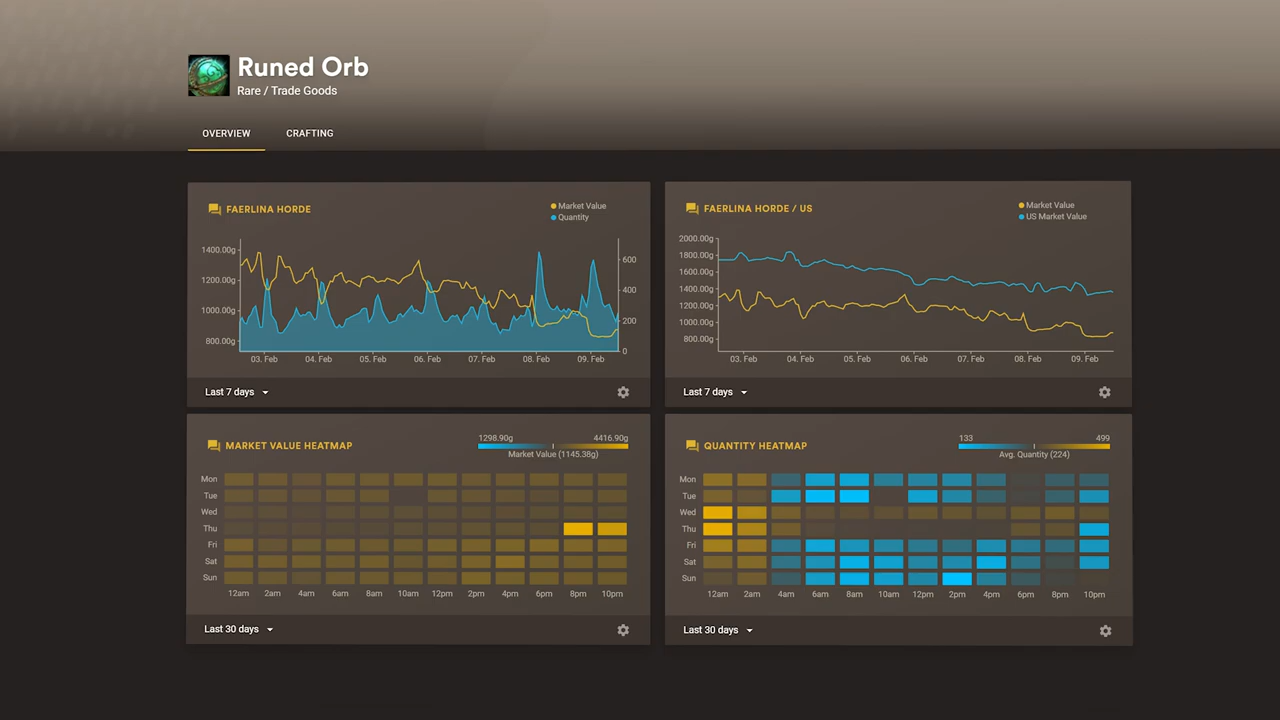 Runed Orb
Rare / Trade Goods
OVERVIEW CRAFTING
FAERLINA HORDE
Market Value
Quantity
1400.00g
1200.00g
1000.00g
800.00g
600
400
200
0
03. Feb 04. Feb 05. Feb 06. Feb 07. Feb 08. Feb 09. Feb
Last 7 days
FAERLINA HORDE / US
Market Value
US Market Value
2000.00g
1800.00g
1600.00g
1400.00g
1200.00g
1000.00g
800.00g
03. Feb 04. Feb 05. Feb 06. Feb 07. Feb 08. Feb 09. Feb
Last 7 days
MARKET VALUE HEATMAP
1298.90g 4416.90g
Market Value (1145.38g)
Mon
Tue
Wed
Thu
Fri
Sat
Sun
12am 2am 4am 6am 8am 10am 12pm 2pm 4pm 6pm 8pm 10pm
Last 30 days
QUANTITY HEATMAP
133 499
Avg. Quantity (224)
Mon
Tue
Wed
Thu
Fri
Sat
Sun
12am 2am 4am 6am 8am 10am 12pm 2pm 4pm 6pm 8pm 10pm
Last 30 days